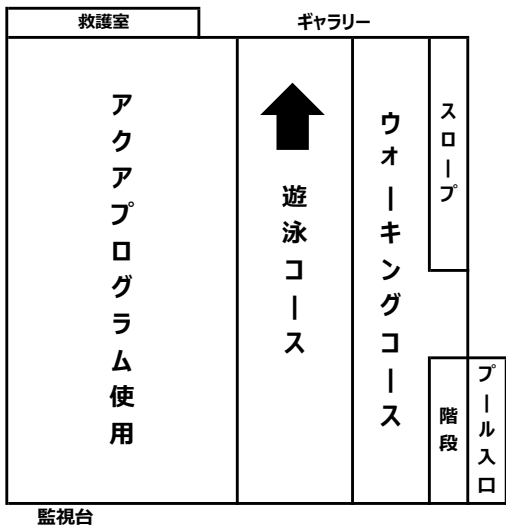 救護室
ギャラリー
アクアプログラム使用
遊泳コース
ウォーキングコース
スロープ
階段
プール入口
監視台